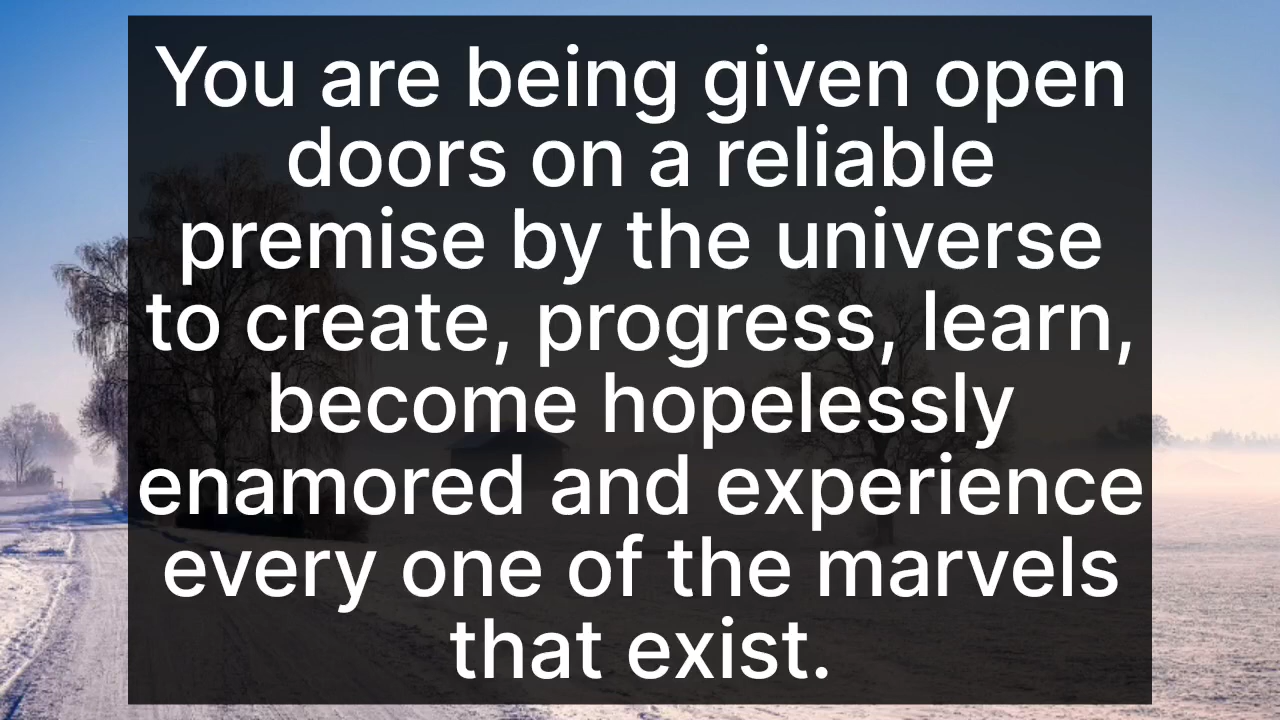 You are being given open
doors on a reliable
premise by the universe
to create, progress, learn,
become hopelessly
enamored and experience
every one of the marvels
that exist.